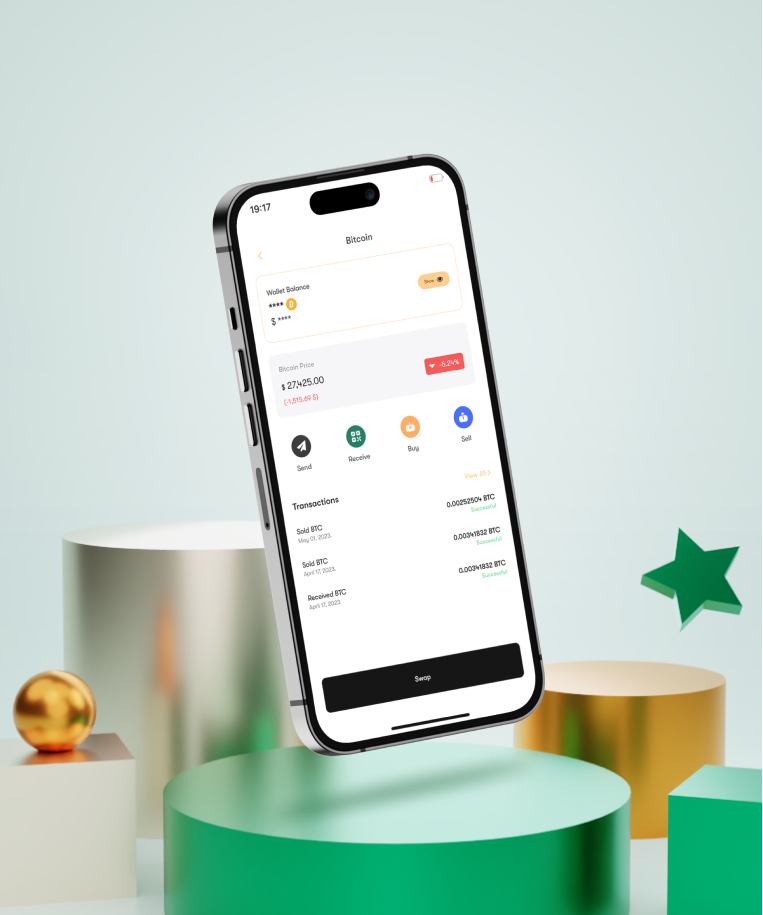 19:17
Bitcoin
Wallet Balance
****
$ ****
Show
Bitcoin Price
$ 27,425.00
(-1,515.69 $)
-5.24%
Send
Receive
Buy
Sell
Transactions
View All >
Sold BTC
0.00252504 BTC
May 01, 2023.
Successful
Sold BTC
0.00341832 BTC
April 17, 2023.
Successful
Received BTC
0.00341832 BTC
April 17, 2023.
Successful
Swap